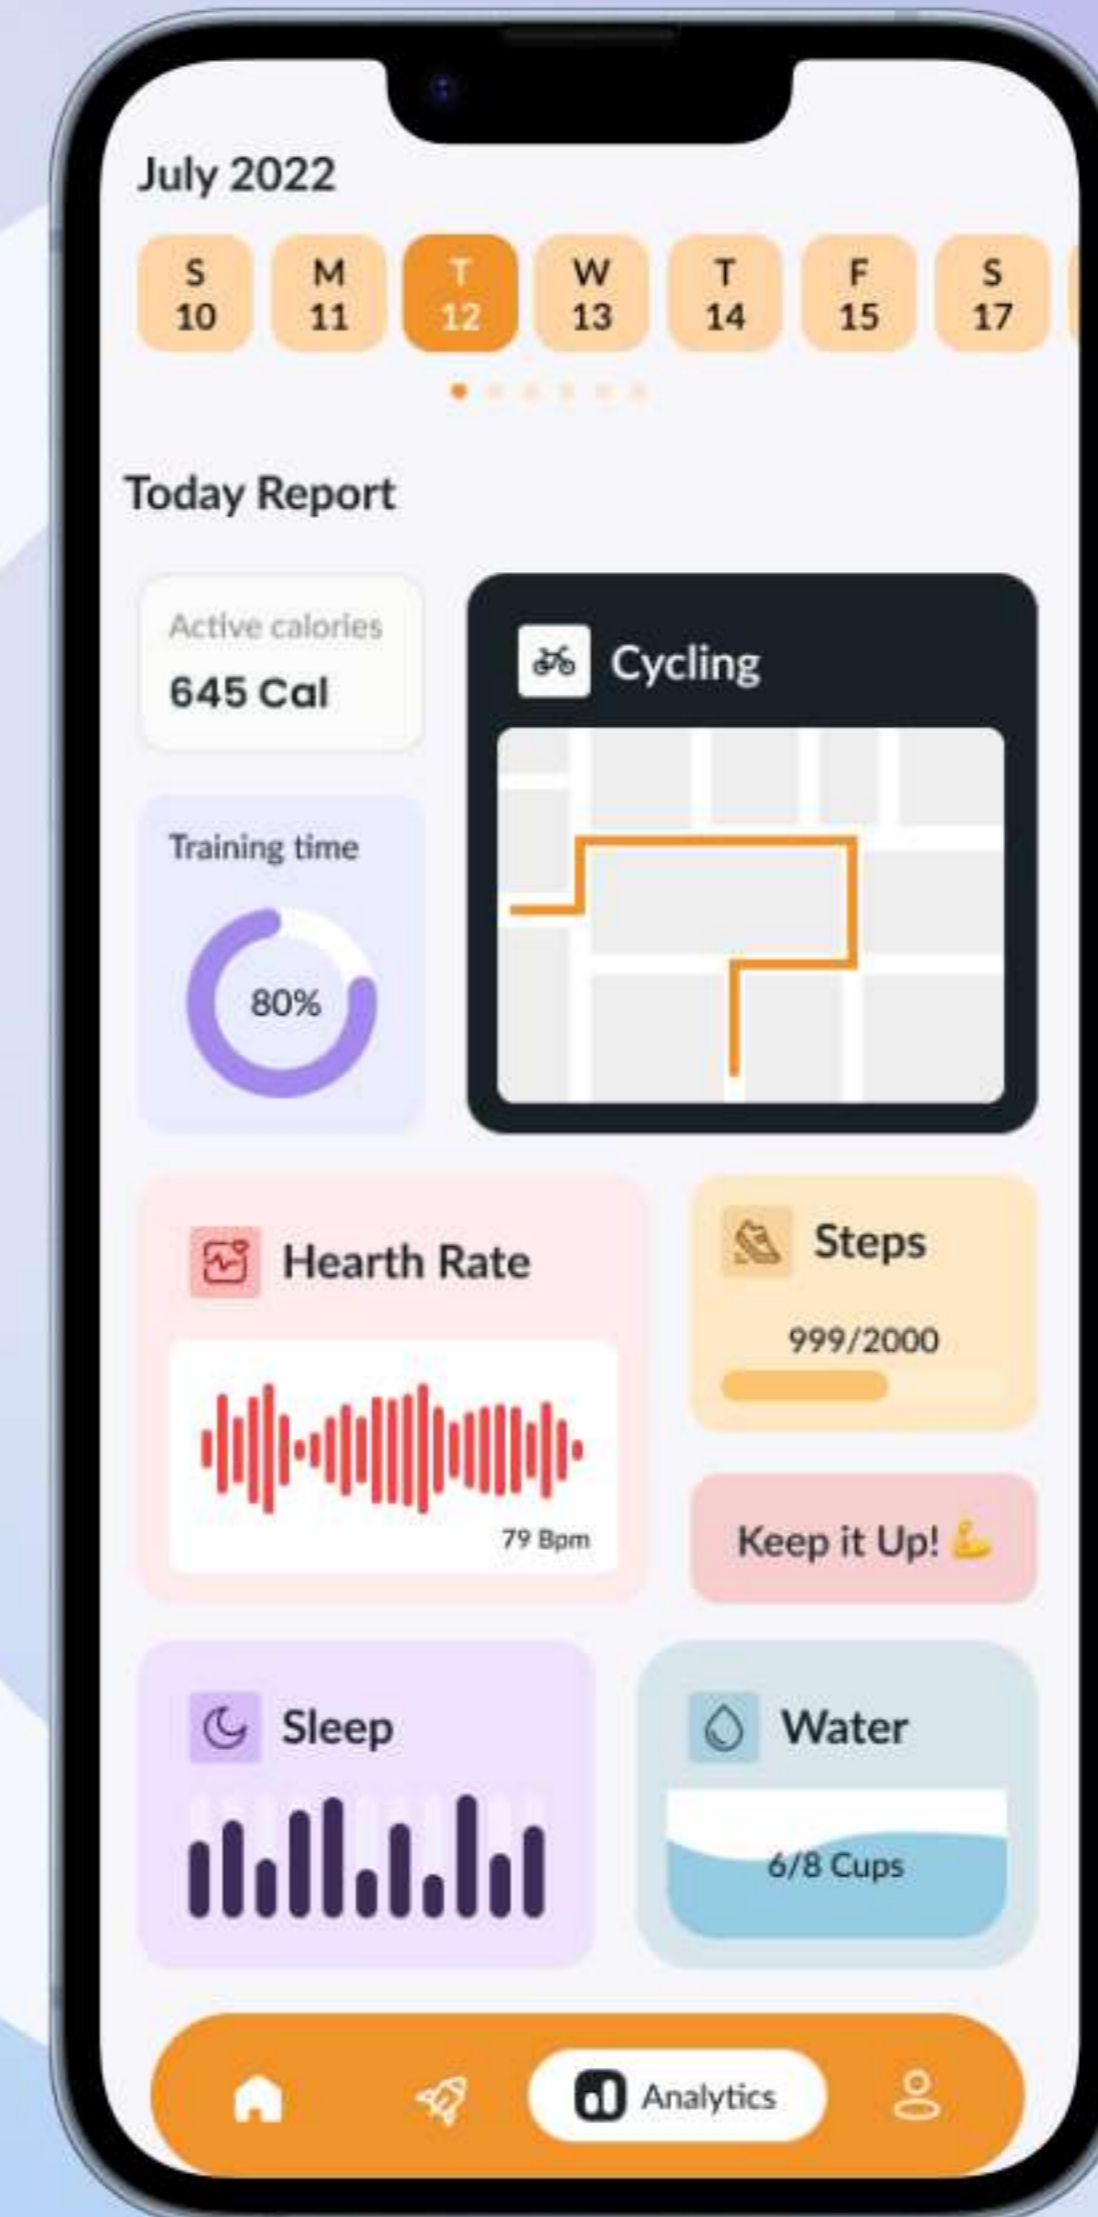 July 2022
S M T W T F S
10 11 12 13 14 15 17
Today Report
Active calories
645 Cal
Cycling
Training time
80%
Hearth Rate
79 Bpm
Steps
999/2000
Keep it Up! 💪
Sleep
Water
6/8 Cups
Analytics